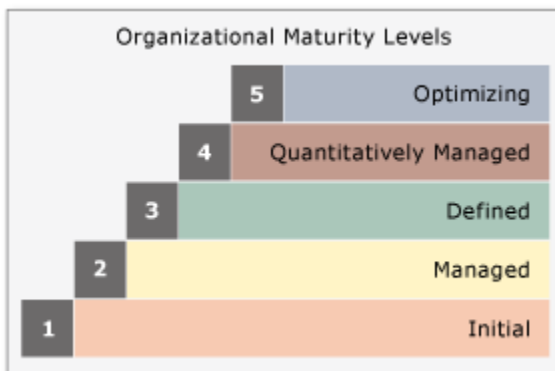 Organizational Maturity Levels
5 Optimizing
4 Quantitatively Managed
3 Defined
2 Managed
1 Initial